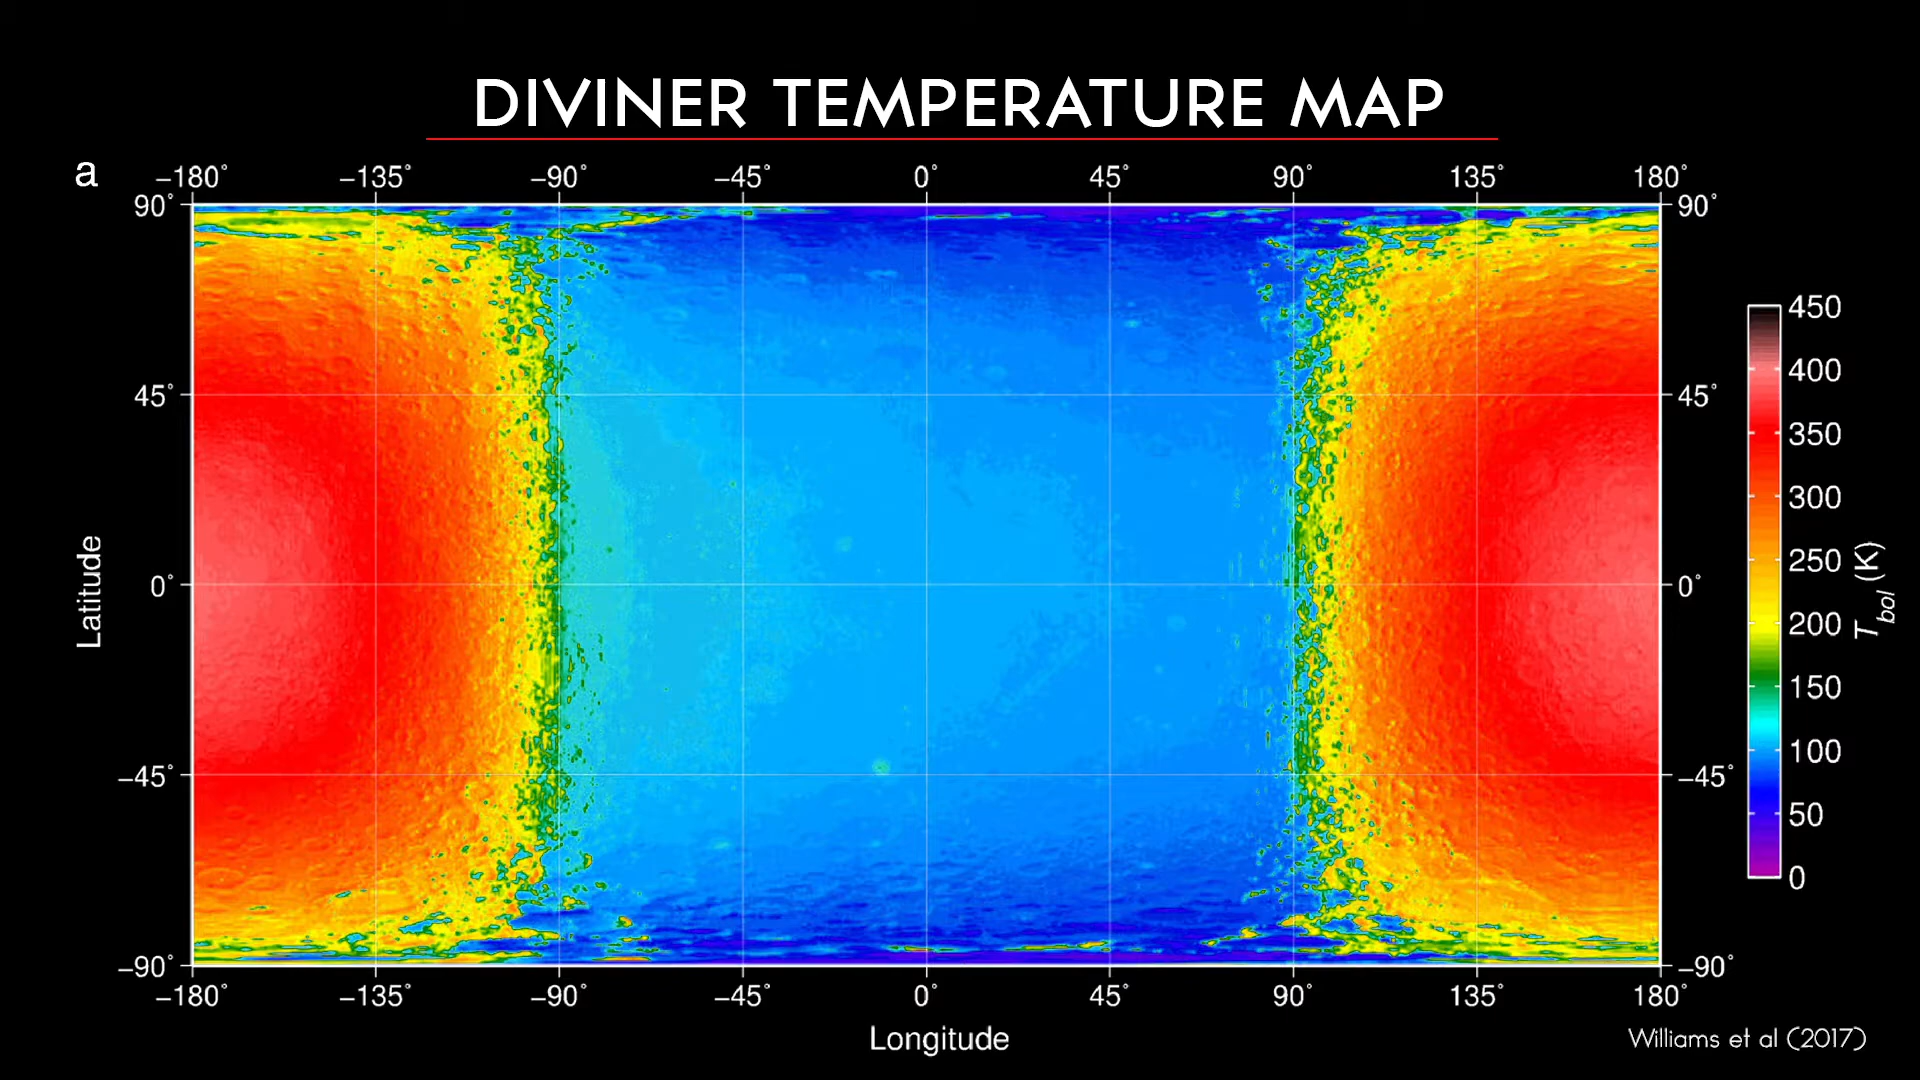 DIVINER TEMPERATURE MAP
a
−180° −135° −90° −45° 0° 45° 90° 135° 180°
90° 90°
45° 45°
0° 0°
−45° −45°
−90° −90°
−180° −135° −90° −45° 0° 45° 90° 135° 180°
Latitude
Longitude
450
400
350
300
250
200
150
100
50
0
Tbol (K)
Williams et al (2017)